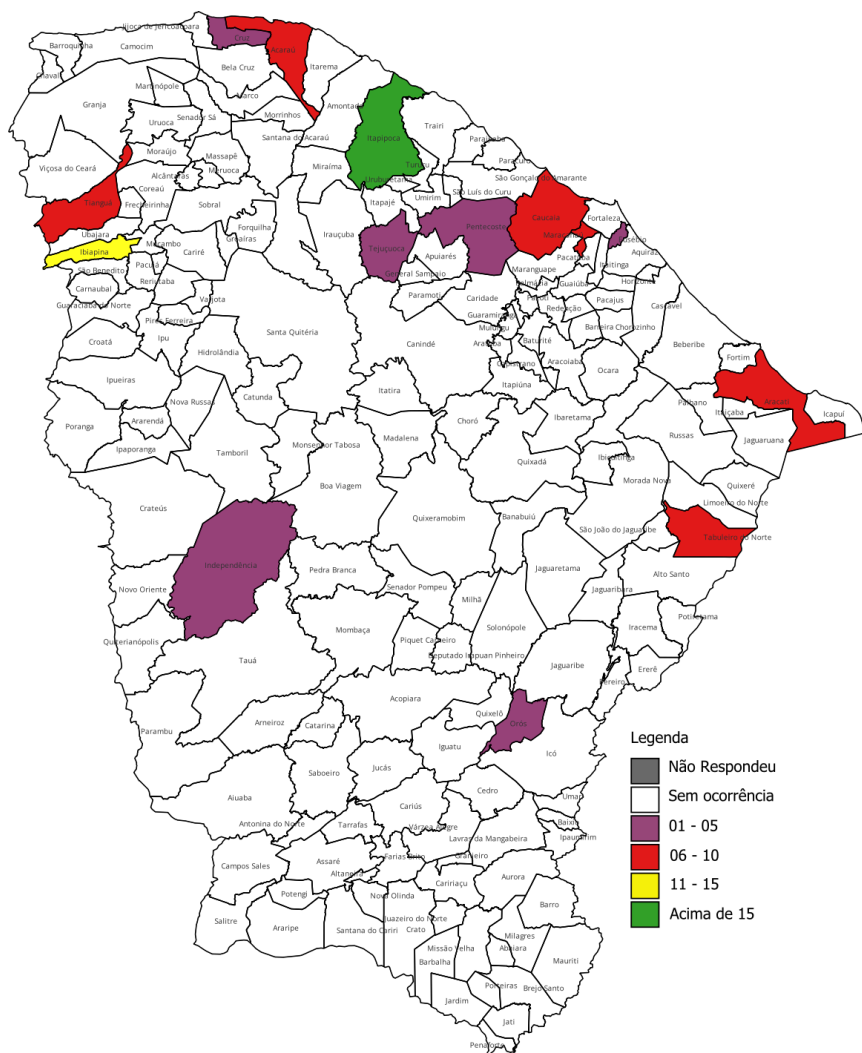 Jijoca de Jericoacoara
Cruz
Acaraú
Barroquinha
Camocim
Bela Cruz
Itarema
Chaval
Martinópole
Marco
Amontada
Granja
Senador Sá
Morrinhos
Uruoca
Trairi
Santana do Acaraú
Itapipoca
Paraipaba
Moraújo
Massapê
Paracuru
Viçosa do Ceará
Meruoca
Miraíma
Tururu
Alcântaras
Uruburetama
São Gonçalo do Amarante
Coreaú
São Luís do Curu
Tianguá
Frecheirinha
Sobral
Itapajé
Umirim
Caucaia
Fortaleza
Forquilha
Irauçuba
Pentecoste
Ubajara
Groaíras
Tejuçuoca
Maracanaú
Eusébio
Mucambo
Ibiapina
Cariré
Apuiarés
Pacatuba
Aquiraz
Pacujá
São Benedito
General Sampaio
Maranguape
Itaitinga
Reriutaba
Palmácia
Guaiúba
Horizonte
Carnaubal
Paramoti
Caridade
Pacoti
Pacajus
Guaraciaba do Norte
Varjota
Redenção
Cascavel
Pires Ferreira
Guaramiranga
Santa Quitéria
Mulungu
Barreira
Chorozinho
Ipu
Baturité
Croatá
Canindé
Aratuba
Beberibe
Hidrolândia
Fortim
Capistrano
Aracoiaba
Ocara
Ipueiras
Itatira
Itapiúna
Catunda
Nova Russas
Palhano
Aracati
Itaiçaba
Icapuí
Ararendá
Choró
Ibaretama
Poranga
Russas
Monsenhor Tabosa
Madalena
Jaguaruana
Ipaporanga
Tamboril
Quixadá
Ibicuitinga
Morada Nova
Boa Viagem
Quixeré
Crateús
Limoeiro do Norte
Quixeramobim
Banabuiú
São João do Jaguaribe
Tabuleiro do Norte
Independência
Pedra Branca
Jaguaretama
Alto Santo
Novo Oriente
Senador Pompeu
Jaguaribara
Milhã
Potiretama
Solonópole
Iracema
Quiterianópolis
Mombaça
Piquet Carneiro
Deputado Irapuan Pinheiro
Tauá
Jaguaribe
Ererê
Pereiro
Acopiara
Parambu
Arneiroz
Catarina
Quixelô
Orós
Iguatu
Icó
Saboeiro
Jucás
Aiuaba
Cedro
Umari
Cariús
Antonina do Norte
Tarrafas
Várzea Alegre
Baixio
Lavras da Mangabeira
Ipaumirim
Granjeiro
Campos Sales
Assaré
Farias Brito
Altaneira
Aurora
Caririaçu
Potengi
Nova Olinda
Barro
Salitre
Araripe
Juazeiro do Norte
Santana do Cariri
Crato
Milagres
Missão Velha
Abaiara
Barbalha
Mauriti
Porteiras
Brejo Santo
Jardim
Jati
Penaforte
Legenda
Não Respondeu
Sem ocorrência
01 - 05
06 - 10
11 - 15
Acima de 15